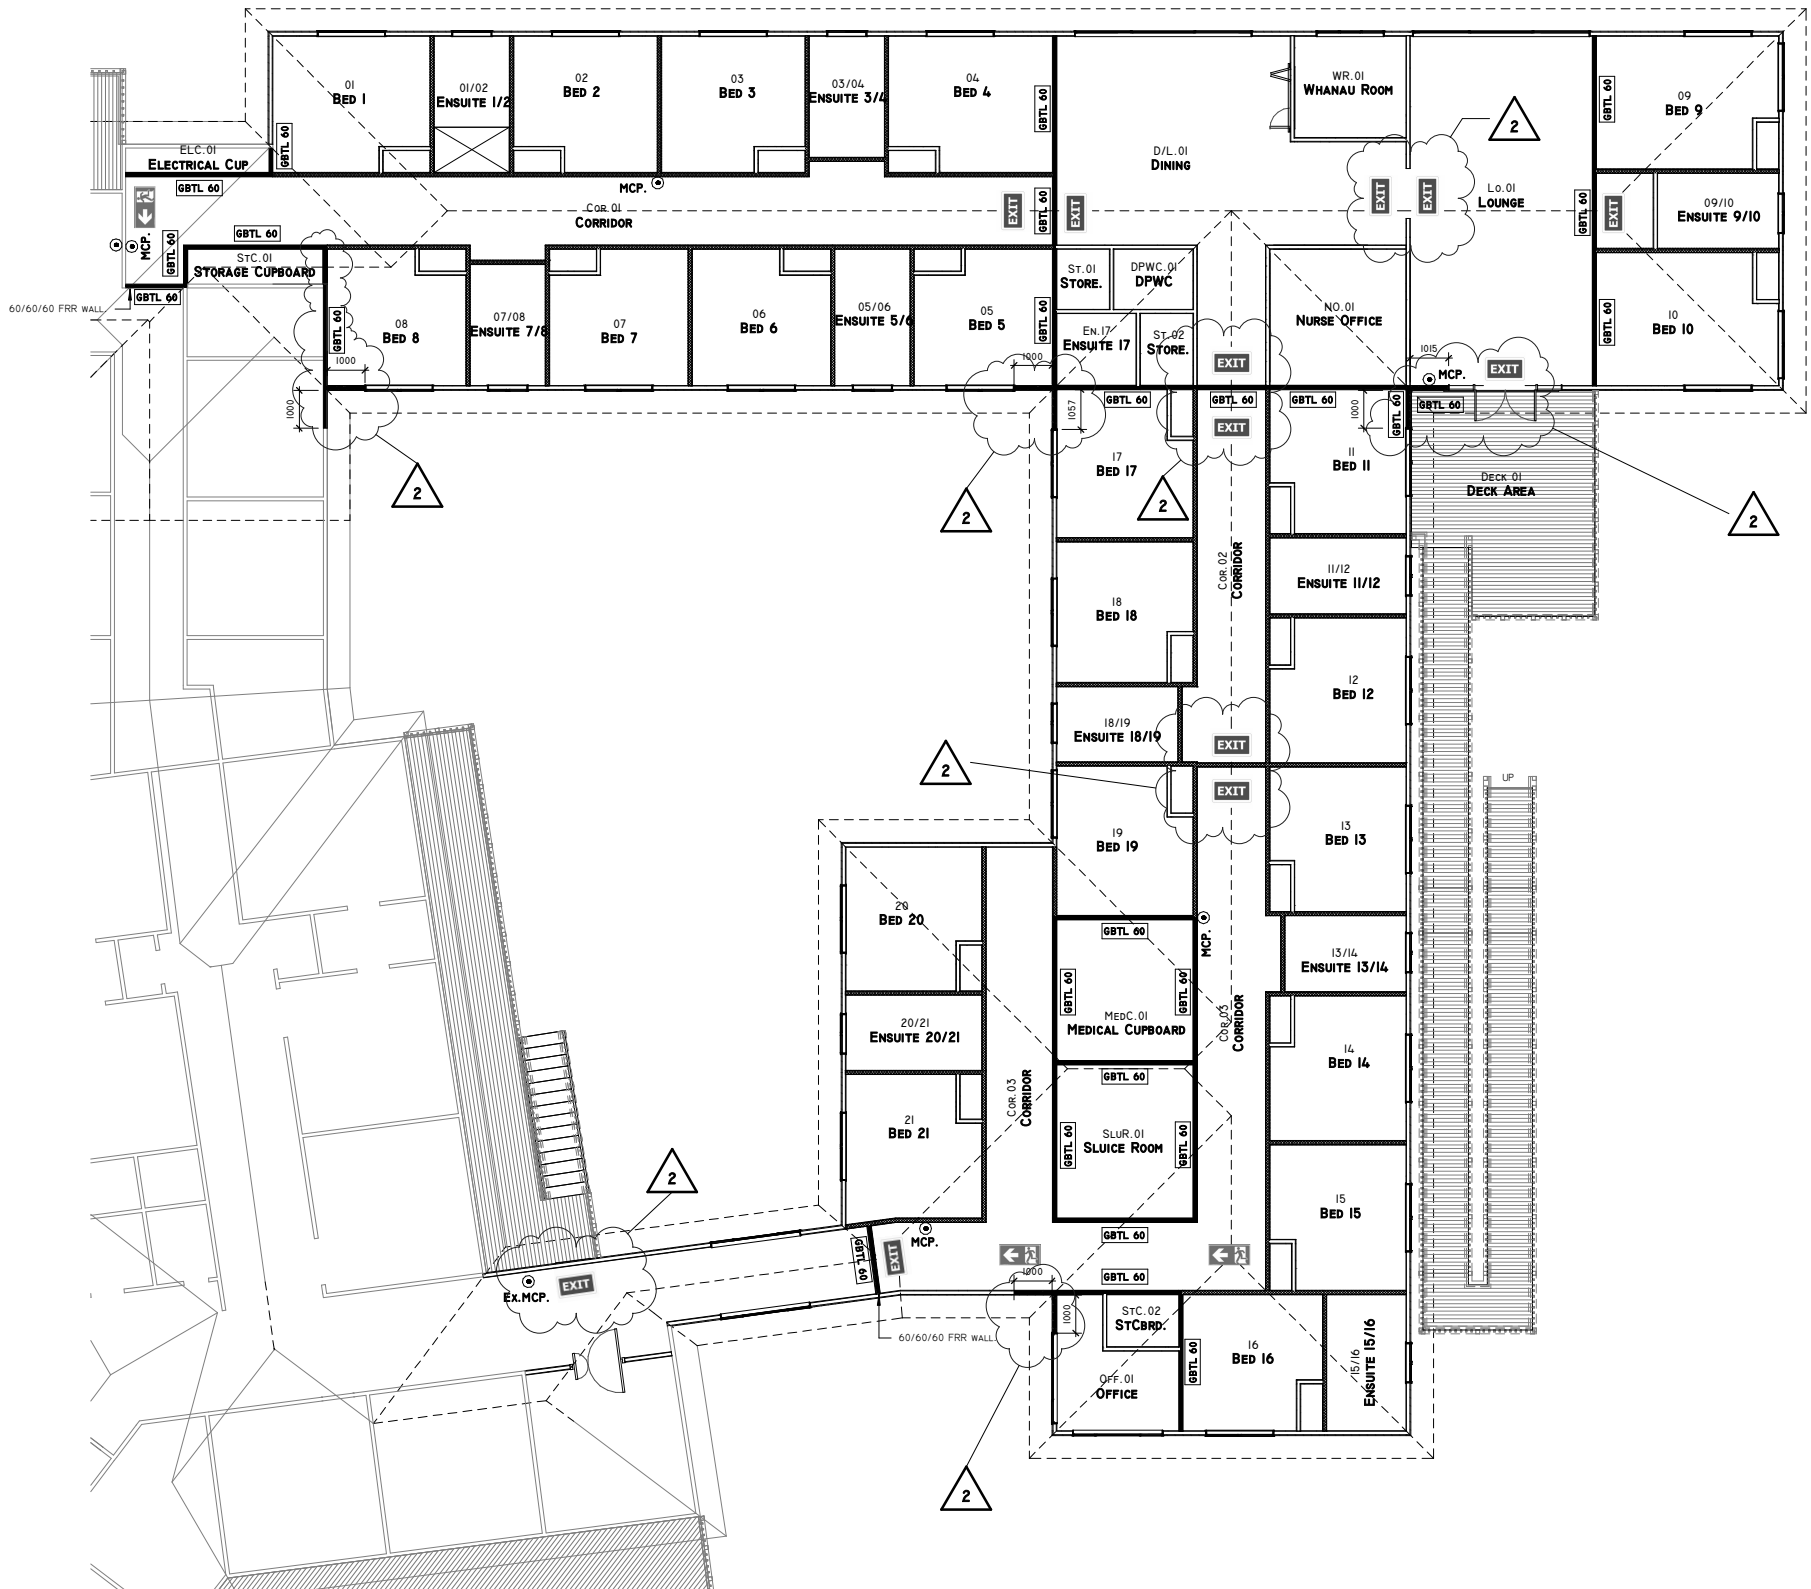 01
BED 1
01/02
ENSUITE 1/2
02
BED 2
03
BED 3
03/04
ENSUITE 3/4
04
BED 4
GBTL 60
GBTL 60
WR.01
WHANAU ROOM
D/L.01
DINING
2
GBTL 60
09
BED 9
ELC.01
ELECTRICAL CUP
GBTL 60
MCP.
COR.01
CORRIDOR
EXIT
GBTL 60
EXIT
EXIT
EXIT
LO.01
LOUNGE
GBTL 60
EXIT
09/10
ENSUITE 9/10
MCP.
GBTL 60
GBTL 60
STC.01
STORAGE CUPBOARD
GBTL 60
60/60/60 FRR WALL
GBTL 60
08
BED 8
07/08
ENSUITE 7/8
07
BED 7
06
BED 6
05/06
ENSUITE 5/6
05
BED 5
GBTL 60
ST.01
STORE.
DPWC.01
DPWC
EN.17
ENSUITE 17
ST.02
STORE.
NO.01
NURSE OFFICE
GBTL 60
10
BED 10
1000
1000
1000
1015
EXIT
MCP.
EXIT
1057
GBTL 60
GBTL 60
GBTL 60
1000
GBTL 60
GBTL 60
EXIT
17
BED 17
11
BED 11
DECK 01
DECK AREA
2
2
2
2
COR.02
CORRIDOR
11/12
ENSUITE 11/12
18
BED 18
12
BED 12
18/19
ENSUITE 18/19
EXIT
2
EXIT
UP
19
BED 19
13
BED 13
20
BED 20
GBTL 60
MCP.
13/14
ENSUITE 13/14
GBTL 60
GBTL 60
MEDC.01
MEDICAL CUPBOARD
COR.03
CORRIDOR
20/21
ENSUITE 20/21
14
BED 14
GBTL 60
COR.03
CORRIDOR
21
BED 21
GBTL 60
SLUR.01
SLUICE ROOM
GBTL 60
2
15
BED 15
MCP.
GBTL 60
GBTL 60
EXIT
GBTL 60
EX.MCP.
EXIT
1000
1000
STC.02
STCBRD.
60/60/60 FRR WALL
GBTL 60
16
BED 16
15/16
ENSUITE 15/16
OFF.01
OFFICE
2